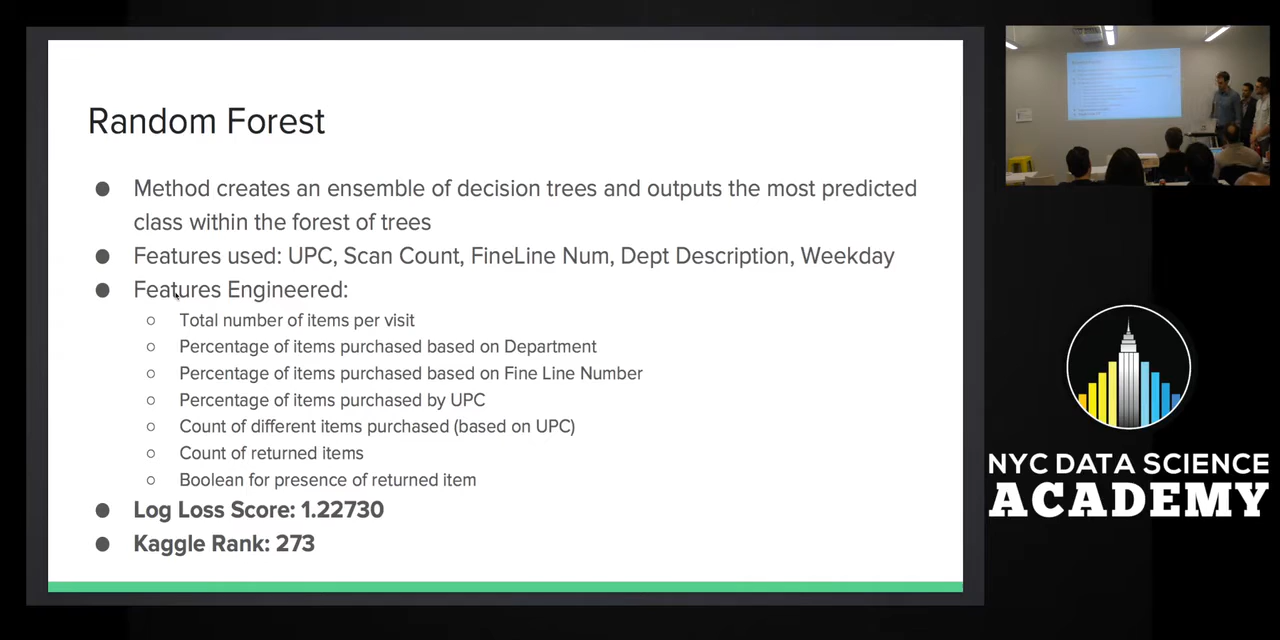 Random Forest
● Method creates an ensemble of decision trees and outputs the most predicted
class within the forest of trees
● Features used: UPC, Scan Count, FineLine Num, Dept Description, Weekday
● Features Engineered:
○ Total number of items per visit
○ Percentage of items purchased based on Department
○ Percentage of items purchased based on Fine Line Number
○ Percentage of items purchased by UPC
○ Count of different items purchased (based on UPC)
○ Count of returned items
○ Boolean for presence of returned item
● Log Loss Score: 1.22730
● Kaggle Rank: 273
NYC DATA SCIENCE
ACADEMY